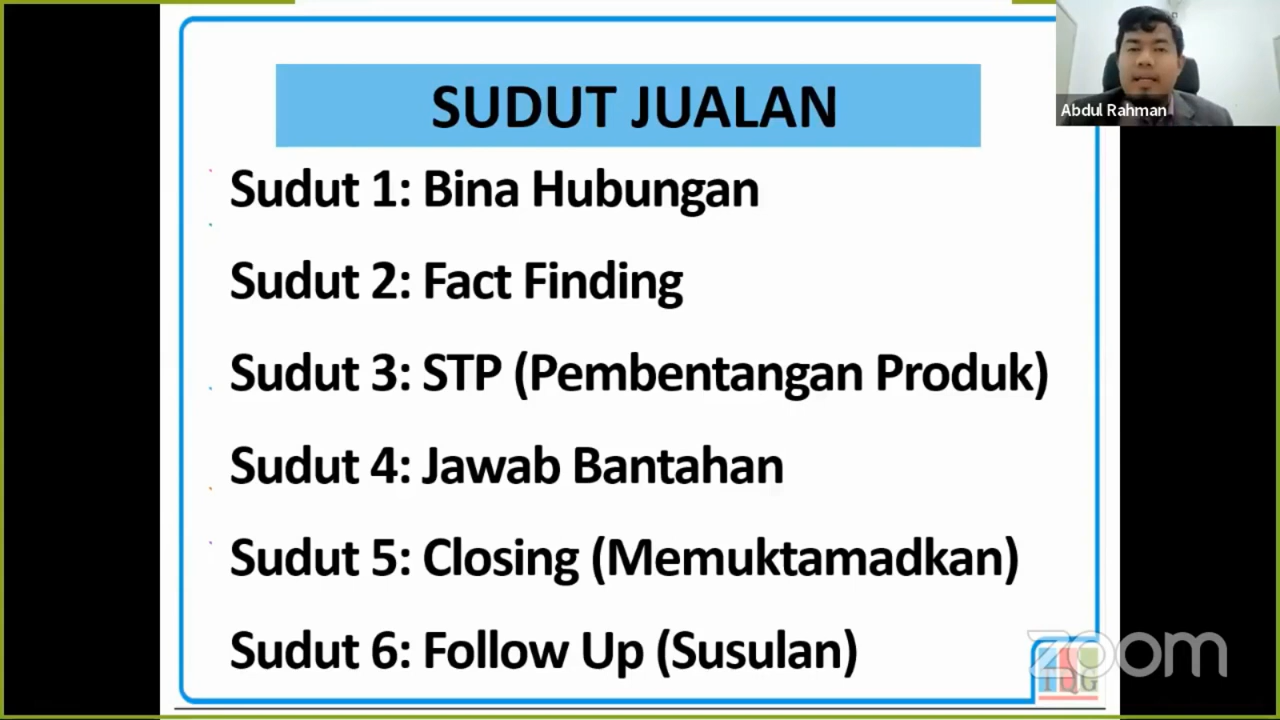 SUDUT JUALAN
Abdul Rahman
Sudut 1: Bina Hubungan
Sudut 2: Fact Finding
Sudut 3: STP (Pembentangan Produk)
Sudut 4: Jawab Bantahan
Sudut 5: Closing (Memuktamadkan)
Sudut 6: Follow Up (Susulan)
zoom